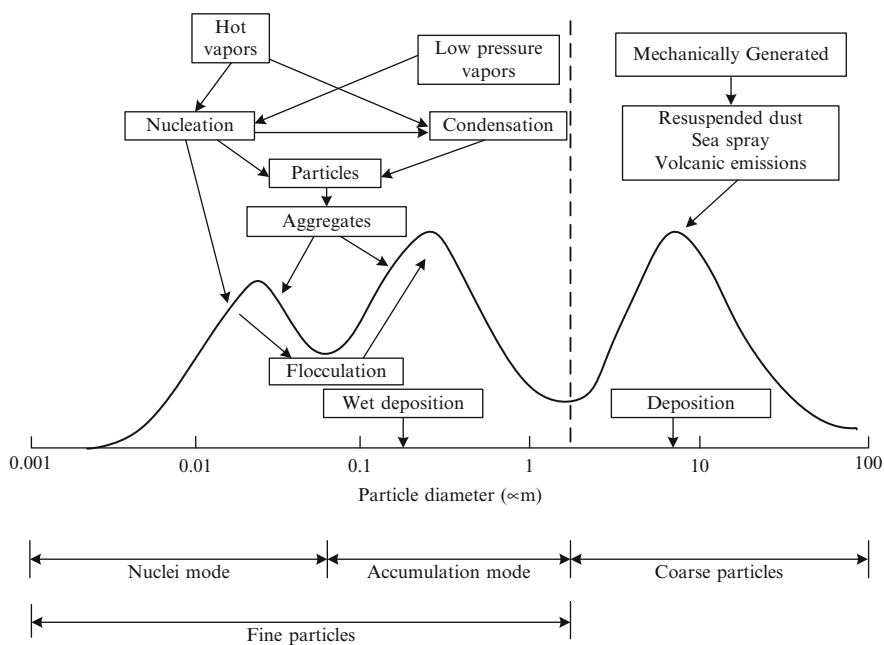 Hot
vapors
Low pressure
vapors
Mechanically Generated
Nucleation
Condensation
Resuspended dust
Sea spray
Volcanic emissions
Particles
Aggregates
Flocculation
Wet deposition
Deposition
0.001
0.01
0.1
1
10
100
Particle diameter (∝m)
Nuclei mode
Accumulation mode
Coarse particles
Fine particles